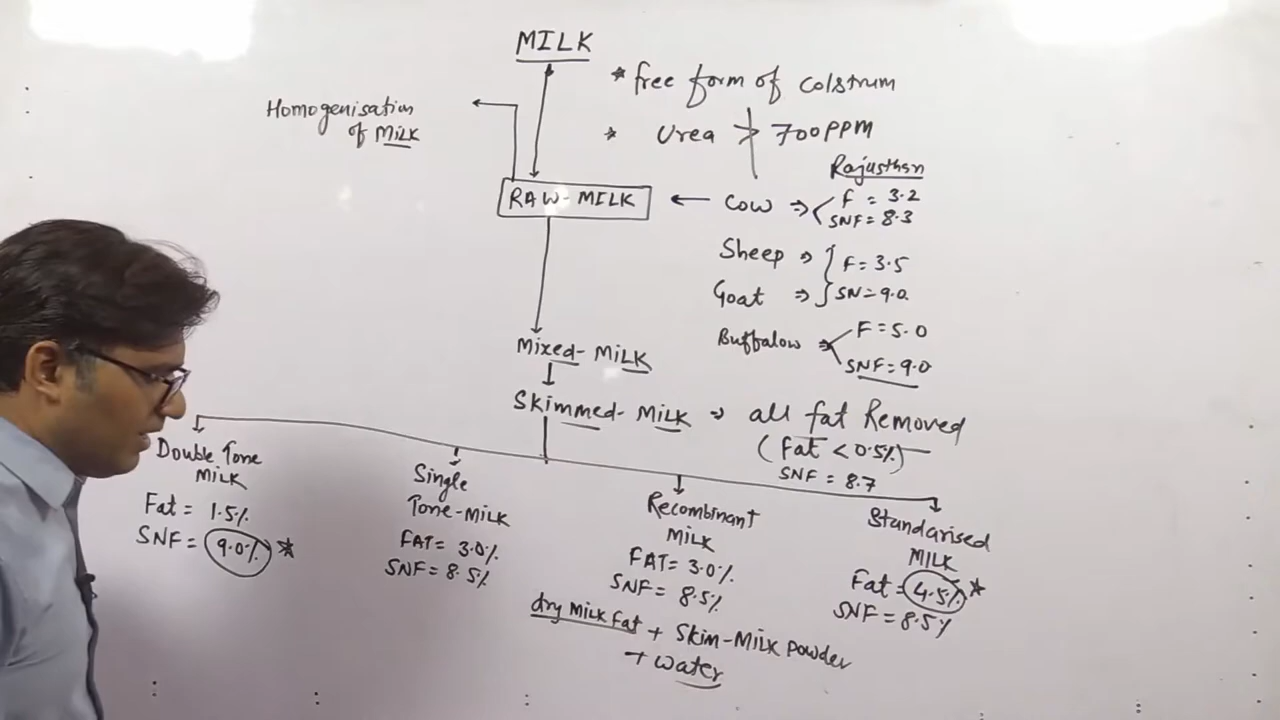 MILK
* free form of Colstrum
Homogenisation
of MILK
* Urea ≯ 700PPM
Rajusthan
RAW-MILK ← Cow ⇒ F = 3.2
SNF = 8.3
Sheep ⇒ F = 3.5
Goat ⇒ SN = 9.0
Buffalow F = 5.0
SNF = 9.0
Mixed-MILK
Skimmed-MILK → all fat Removed
(Fat < 0.5%)
SNF = 8.7
Double Tone
MILK
Fat = 1.5%
SNF = 9.0% *
Single
Tone-MILK
FAT = 3.0%
SNF = 8.5%
Recombinant
MILK
FAT = 3.0%
SNF = 8.5%
dry MILK Fat + Skim-MILK Powder
+ water
Standarised
MILK
Fat = 4.5% *
SNF = 8.5%